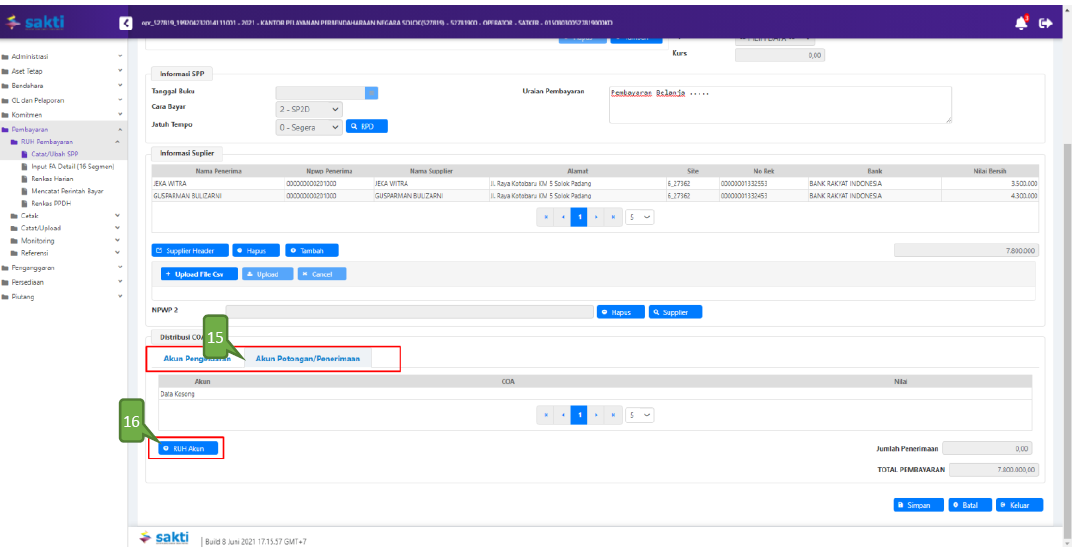 sakti
opr_527819_199204232014111001 - 2021 - KANTOR PELAYANAN PERBENDAHARAAN NEGARA SOLOK(527819) - 527819KD - OPERATOR - SATKER
Administrasi
Aset Tetap
Bendahara
GL dan Pelaporan
Komitmen
Pembayaran
RUH Pembayaran
Catat/Ubah SPP
Input FA Detail (16 Segmen)
Renkas Harian
Mencatat Perintah Bayar
Renkas PPDH
Cetak
Catat/Upload
Monitoring
Referensi
Penganggaran
Persediaan
Piutang
Kurs 0,00
Informasi SPP
Tanggal Buku
Cara Bayar 2 - SP2D
Jatuh Tempo 0 - Segera RPD
Uraian Pembayaran Pembayaran Belanja .....
Informasi Suplier
Nama Penerima Npwp Penerima Nama Supplier Alamat Site No Rek Bank Nilai Bersih
JEKA WITRA 000000000201000 JEKA WITRA JL Raya Kotobaru KM 5 Solok Padang 6_27362 00000001332553 BANK RAKYAT INDONESIA 3.500.000
GUSPARMAN BULIZARNI 000000000201000 GUSPARMAN BULIZARNI JL Raya Kotobaru KM 5 Solok Padang 6_27362 00000001332453 BANK RAKYAT INDONESIA 4.300.000
1 5
Supplier Header Hapus Tambah 7.800.000
+ Upload File Csv Upload × Cancel
NPWP 2 Hapus Supplier
Distribusi COA
15
Akun Pengeluaran Akun Potongan/Penerimaan
Akun COA Nilai
Data Kosong
1 5
16
RUH Akun
Jumlah Penerimaan 0,00
TOTAL PEMBAYARAN 7.800.000,00
Simpan Batal Keluar
sakti | Build 8 Juni 2021 17.15.57 GMT+7